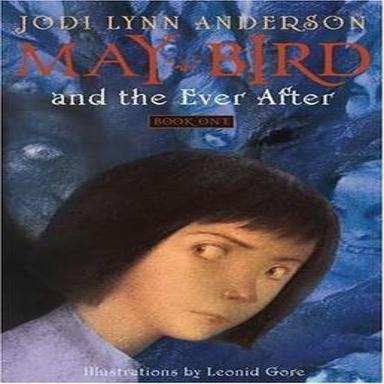 JODI LYNN ANDERSON
MAY BIRD
and the Ever After
BOOK ONE
Illustrations by Leonid Gore